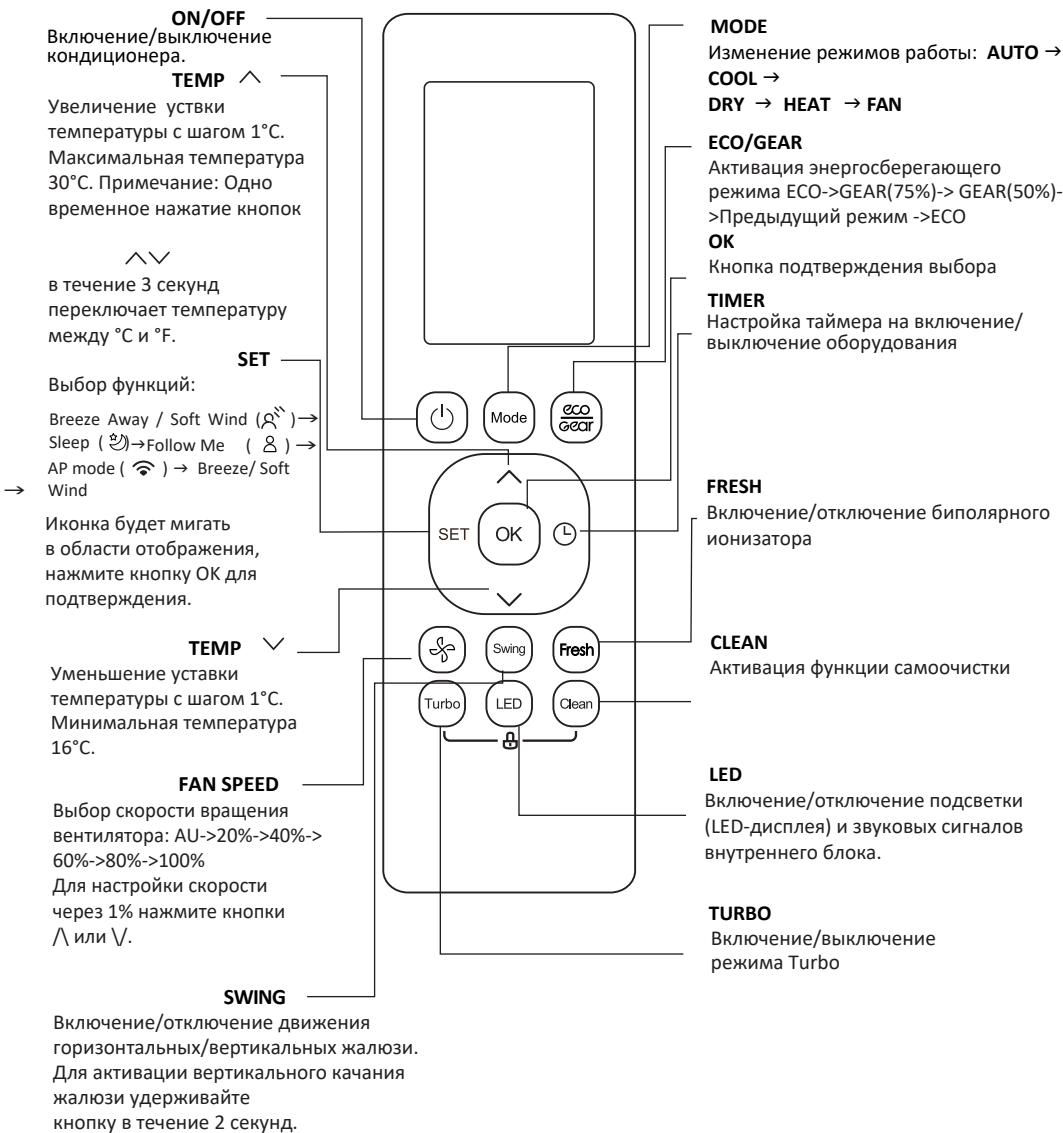 ON/OFF
Включение/выключение
кондиционера.
TEMP ∧
Увеличение уствки
температуры с шагом 1°C.
Максимальная температура
30°C. Примечание: Одно
временное нажатие кнопок
∧∨
в течение 3 секунд
переключает температуру
между °C и °F.
SET
Выбор функций:
Breeze Away / Soft Wind ( ) →
Sleep ( ) → Follow Me ( ) →
AP mode ( ) → Breeze/ Soft
→ Wind
Иконка будет мигать
в области отображения,
нажмите кнопку OK для
подтверждения.
TEMP ∨
Уменьшение уставки
температуры с шагом 1°C.
Минимальная температура
16°C.
FAN SPEED
Выбор скорости вращения
вентилятора: AU->20%->40%->
60%->80%->100%
Для настройки скорости
через 1% нажмите кнопки
/\ или \/.
SWING
Включение/отключение движения
горизонтальных/вертикальных жалюзи.
Для активации вертикального качания
жалюзи удерживайте
кнопку в течение 2 секунд.
Mode
eco
Gear
SET
OK
Swing
Fresh
Turbo
LED
Clean
MODE
Изменение режимов работы: AUTO →
COOL →
DRY → HEAT → FAN
ECO/GEAR
Активация энергосберегающего
режима ECO->GEAR(75%)-> GEAR(50%)-
>Предыдущий режим ->ECO
OK
Кнопка подтверждения выбора
TIMER
Настройка таймера на включение/
выключение оборудования
FRESH
Включение/отключение биполярного
ионизатора
CLEAN
Активация функции самоочистки
LED
Включение/отключение подсветки
(LED-дисплея) и звуковых сигналов
внутреннего блока.
TURBO
Включение/выключение
режима Turbo